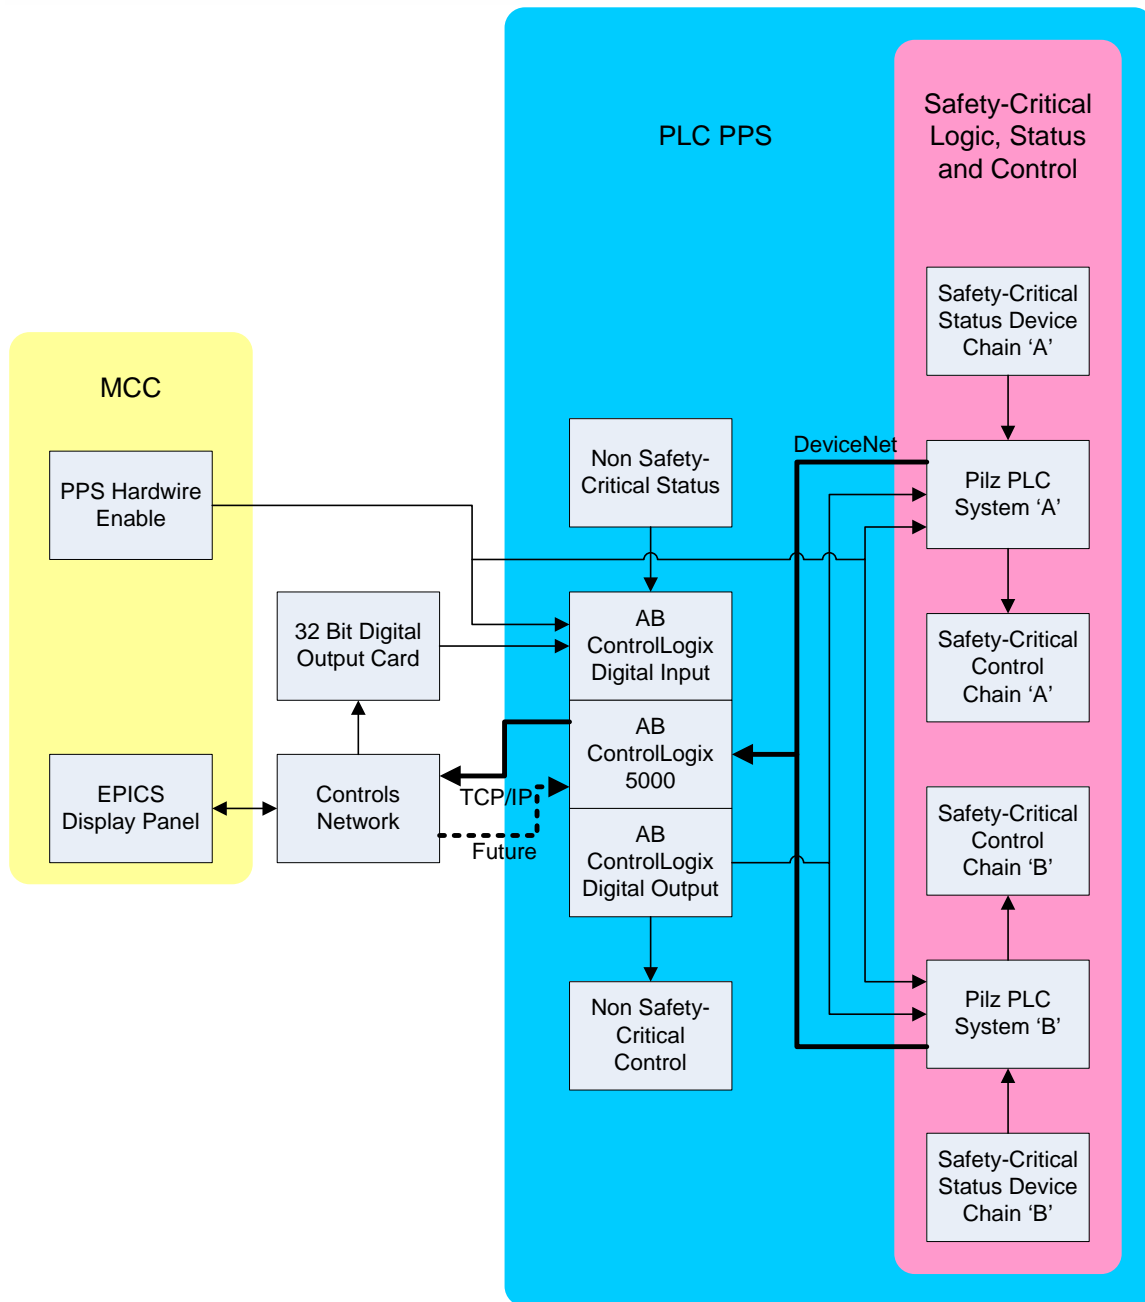 PLC PPS
Safety-Critical
Logic, Status
and Control
Safety-Critical
Status Device
Chain ‘A’
MCC
DeviceNet
Non Safety-
Critical Status
Pilz PLC
System ‘A’
PPS Hardwire
Enable
32 Bit Digital
Output Card
AB
ControlLogix
Digital Input
Safety-Critical
Control
Chain ‘A’
EPICS
Display Panel
Controls
Network
TCP/IP
Future
AB
ControlLogix
5000
AB
ControlLogix
Digital Output
Safety-Critical
Control
Chain ‘B’
Non Safety-
Critical
Control
Pilz PLC
System ‘B’
Safety-Critical
Status Device
Chain ‘B’